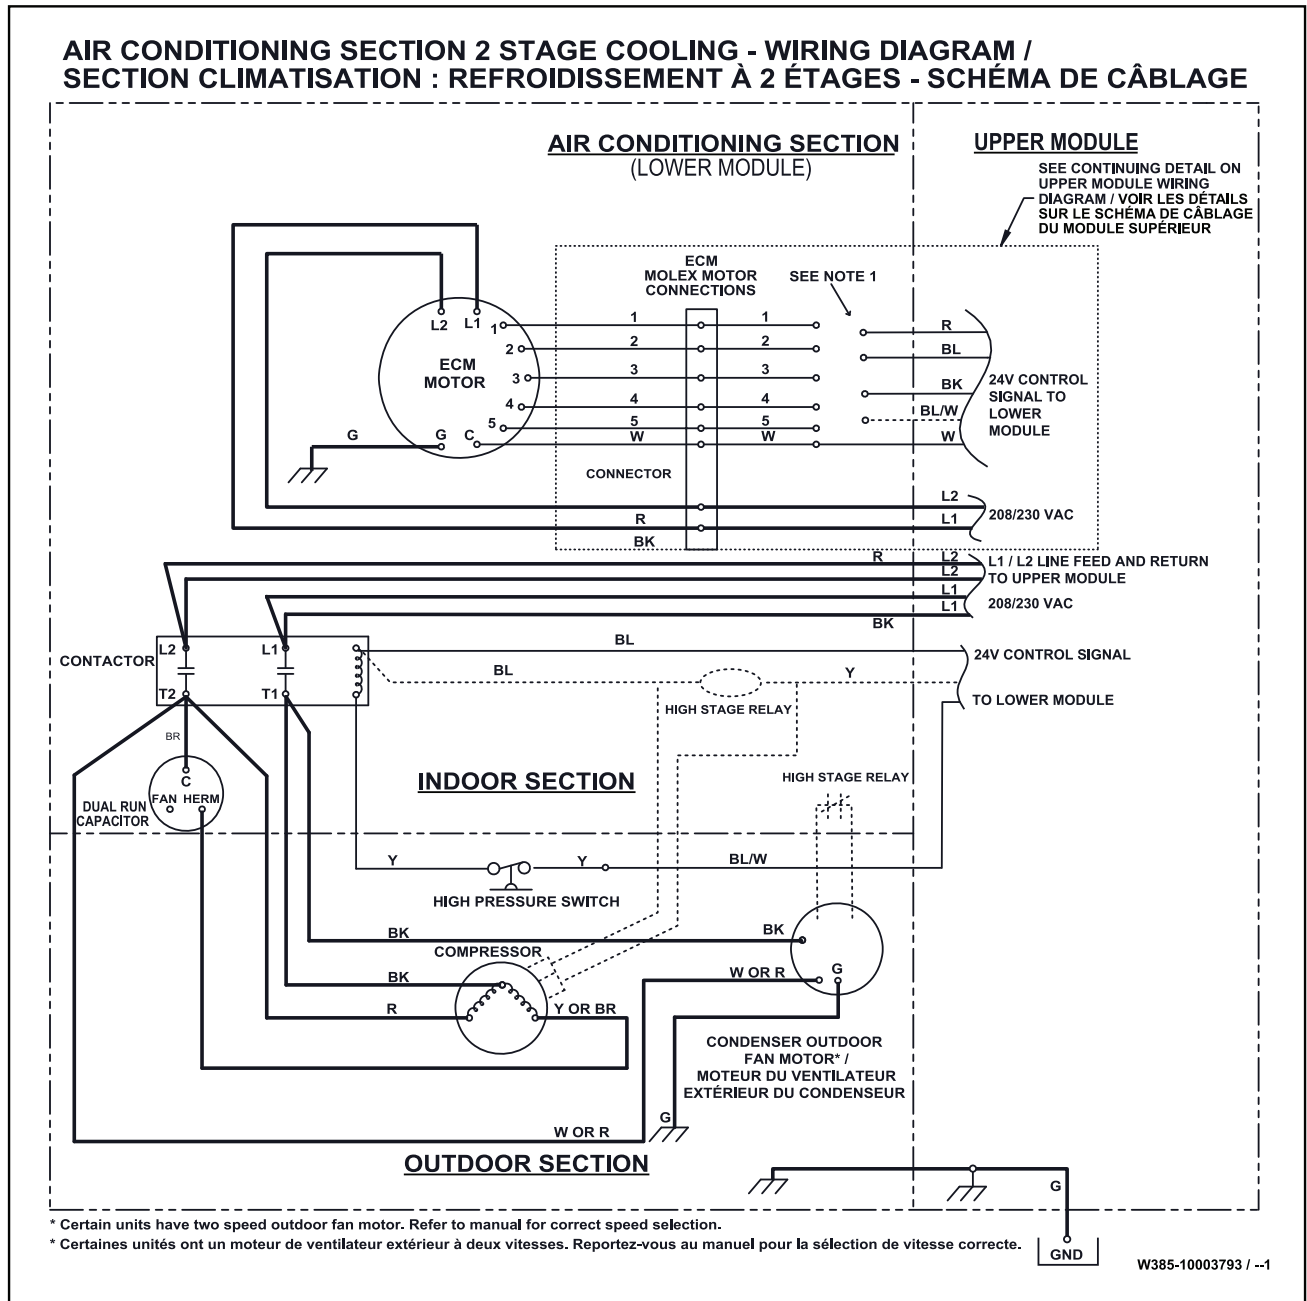 AIR CONDITIONING SECTION 2 STAGE COOLING - WIRING DIAGRAM /
SECTION CLIMATISATION : REFROIDISSEMENT À 2 ÉTAGES - SCHÉMA DE CÂBLAGE
AIR CONDITIONING SECTION
(LOWER MODULE)
UPPER MODULE
SEE CONTINUING DETAIL ON
UPPER MODULE WIRING
DIAGRAM / VOIR LES DÉTAILS
SUR LE SCHÉMA DE CÂBLAGE
DU MODULE SUPÉRIEUR
ECM
MOLEX MOTOR
CONNECTIONS
SEE NOTE 1
L2 L1
ECM
MOTOR
1
2
3
4
5
G C
G
1 1
2 2
3 3
4 4
5 5
W W
R
BL
BK
BL/W
W
24V CONTROL
SIGNAL TO
LOWER
MODULE
CONNECTOR
R
BK
L2
L1
208/230 VAC
R
L2
L2
L1
L1
BK
L1 / L2 LINE FEED AND RETURN
TO UPPER MODULE
208/230 VAC
CONTACTOR
L2 L1
T2 T1
BL
BL
Y
HIGH STAGE RELAY
24V CONTROL SIGNAL
TO LOWER MODULE
BR
C
FAN HERM
DUAL RUN
CAPACITOR
INDOOR SECTION
HIGH STAGE RELAY
Y Y BL/W
HIGH PRESSURE SWITCH
BK BK
COMPRESSOR
BK
R Y OR BR
W OR R
G
CONDENSER OUTDOOR
FAN MOTOR* /
MOTEUR DU VENTILATEUR
EXTÉRIEUR DU CONDENSEUR
G
W OR R
OUTDOOR SECTION
G
GND
* Certain units have two speed outdoor fan motor. Refer to manual for correct speed selection.
* Certaines unités ont un moteur de ventilateur extérieur à deux vitesses. Reportez-vous au manuel pour la sélection de vitesse correcte.
W385-10003793 / --1